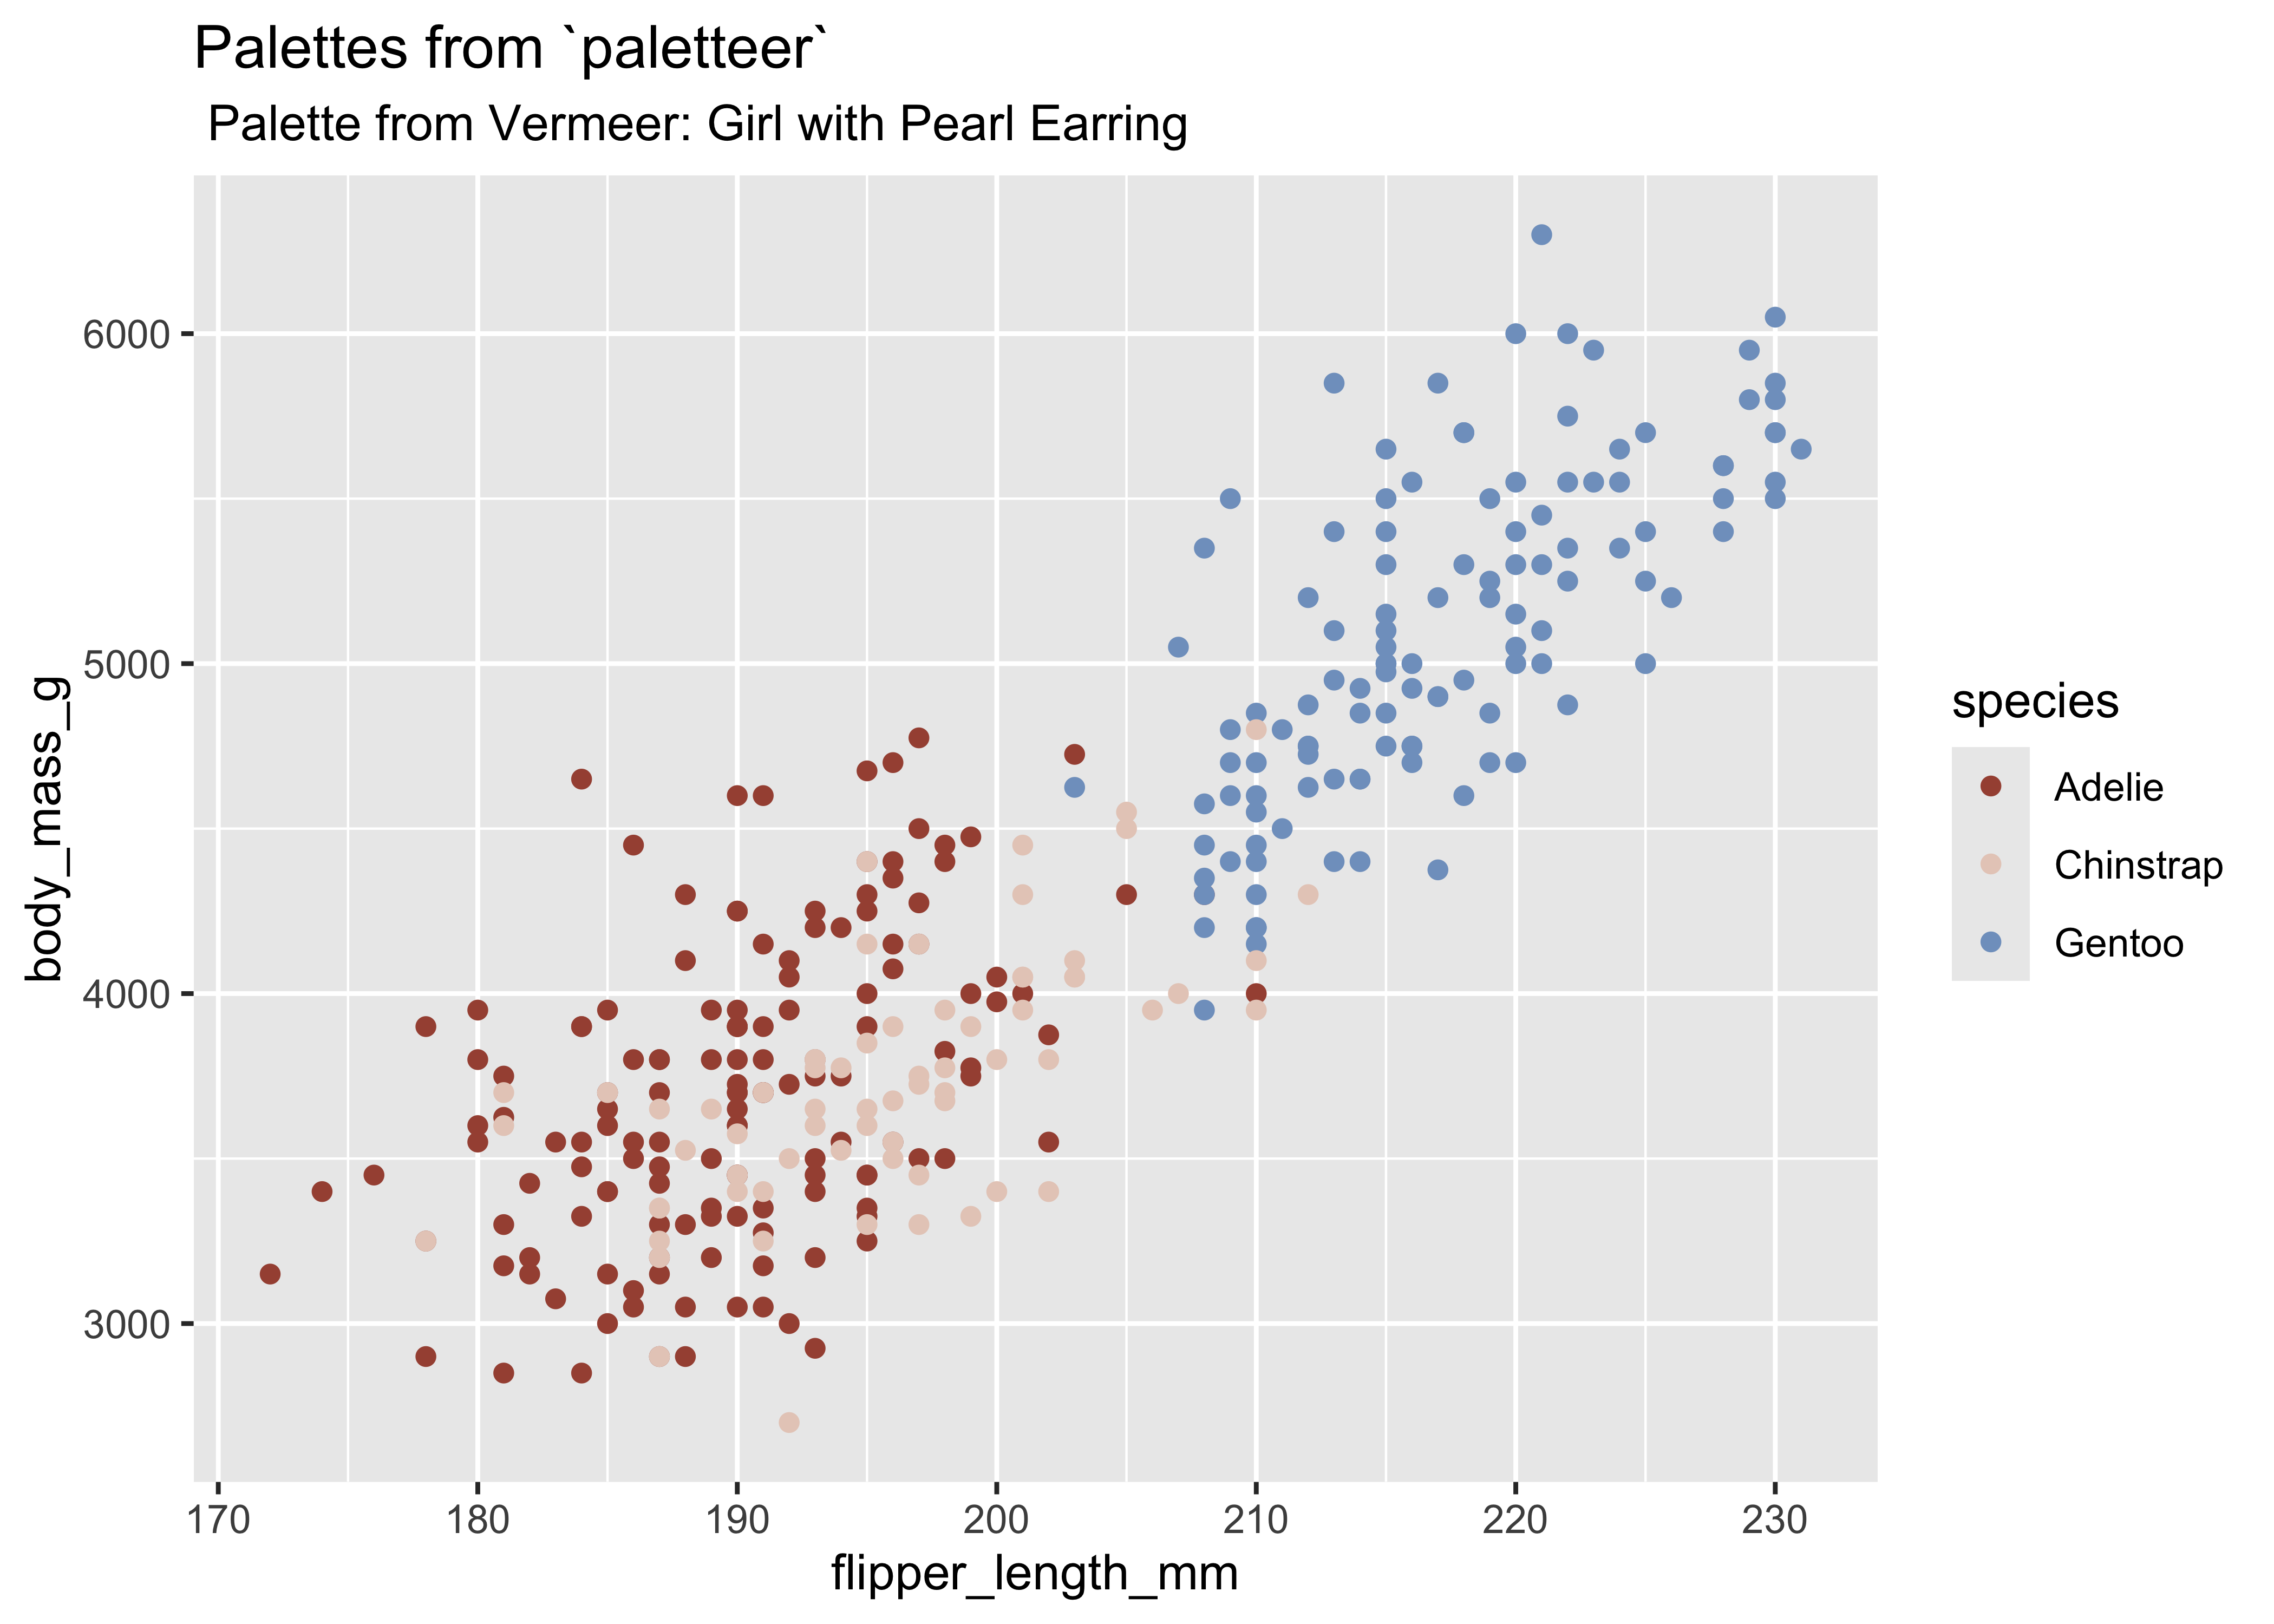 Palettes from `paletteer`
Palette from Vermeer: Girl with Pearl Earring
body_mass_g
6000
5000
4000
3000
170 180 190 200 210 220 230
flipper_length_mm
species
Adelie
Chinstrap
Gentoo